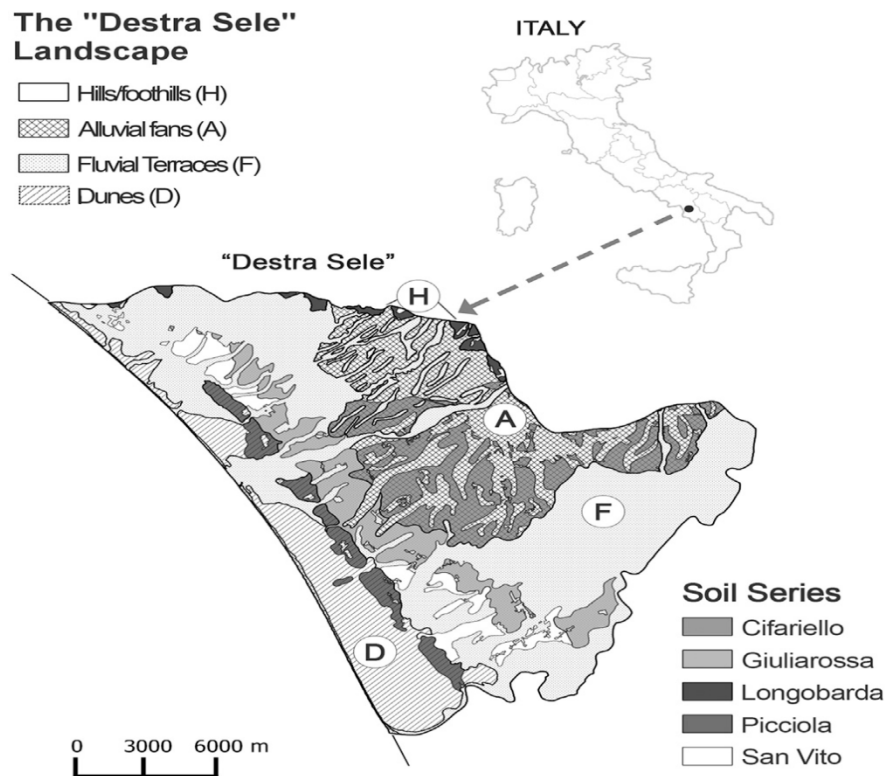 The "Destra Sele"
Landscape
Hills/foothills (H)
Alluvial fans (A)
Fluvial Terraces (F)
Dunes (D)
ITALY
"Destra Sele"
H
A
F
D
Soil Series
Cifariello
Giuliarossa
Longobarda
Picciola
San Vito
0 3000 6000 m